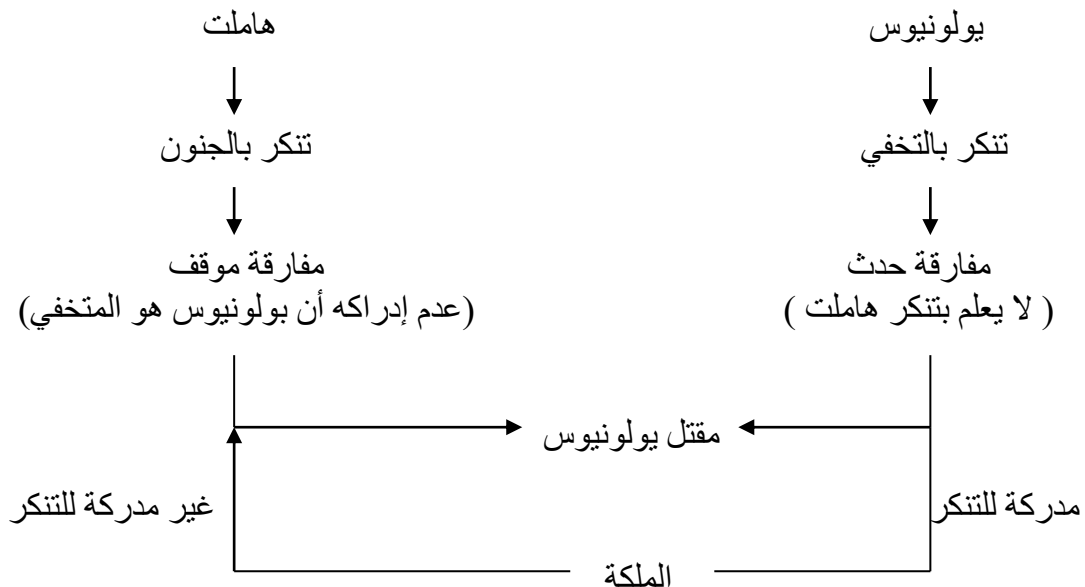 يولونيوس
هاملت
تنكر بالتخفي
تنكر بالجنون
مفارقة حدث
( لا يعلم بتنكر هاملت )
مفارقة موقف
(عدم إدراكه أن بولونيوس هو المتخفي)
مقتل يولونيوس
مدركة للتنكر
غير مدركة للتنكر
الملكة